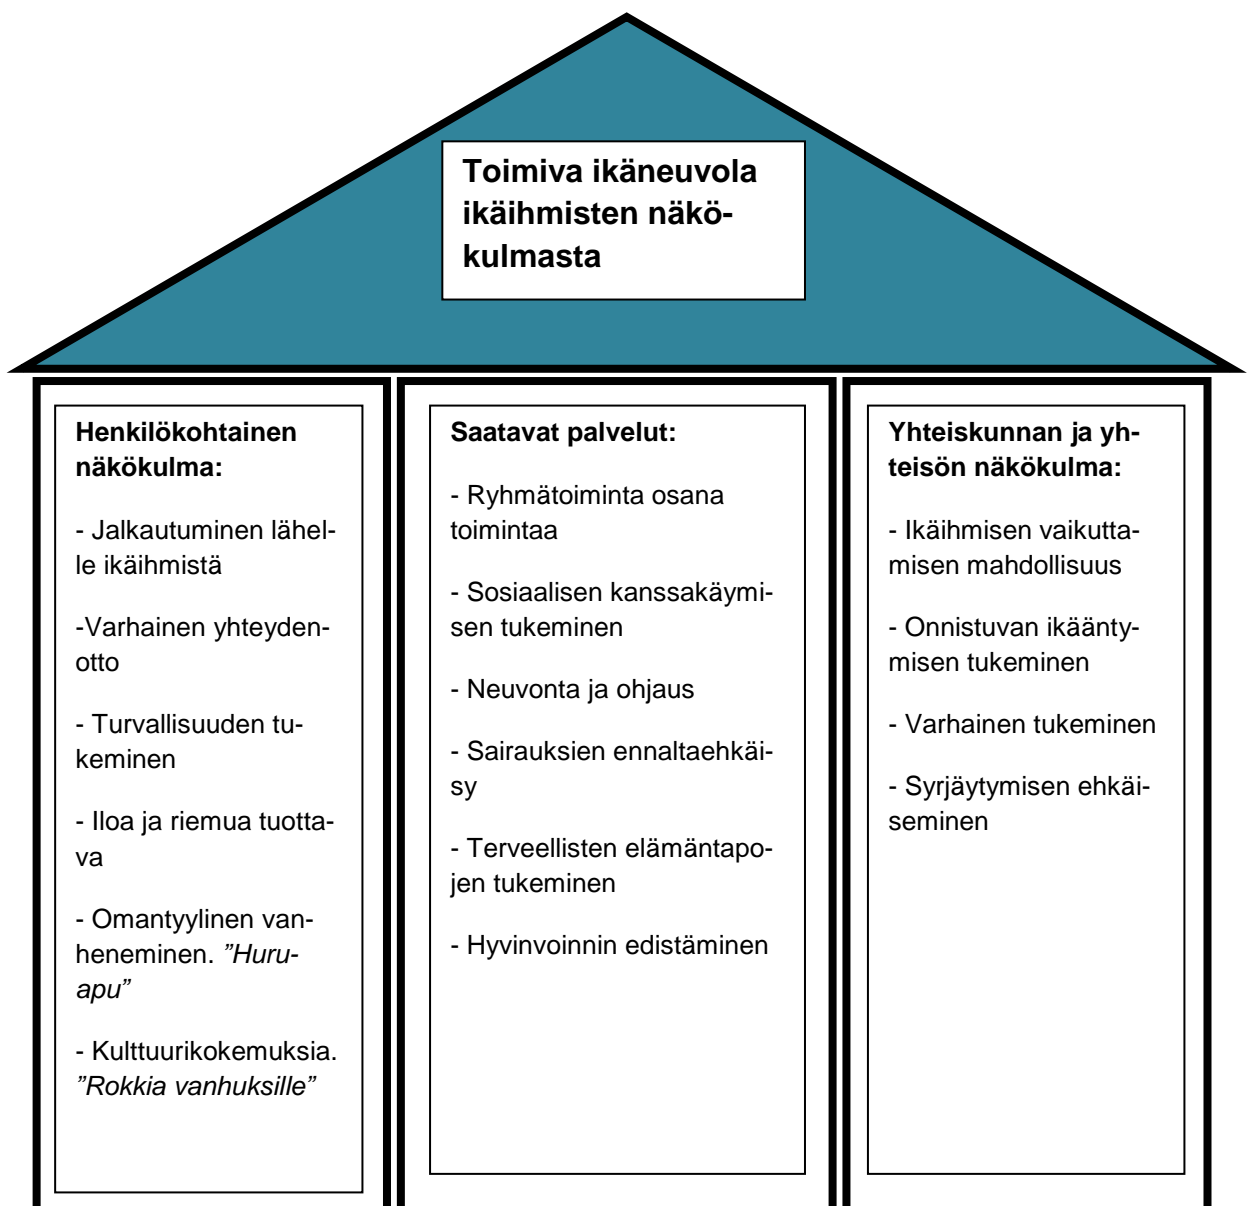 Toimiva ikäneuvola
ikäihmisten näkö-
kulmasta
Henkilökohtainen
näkökulma:
- Jalkautuminen lähel-
le ikäihmistä
-Varhainen yhteyden-
otto
- Turvallisuuden tu-
keminen
- Iloa ja riemua tuotta-
va
- Omantyylinen van-
heneminen. ”Huru-
apu”
- Kulttuurikokemuksia.
”Rokkia vanhuksille”
Saatavat palvelut:
- Ryhmätoiminta osana
toimintaa
- Sosiaalisen kanssakäymi-
sen tukeminen
- Neuvonta ja ohjaus
- Sairauksien ennaltaehkäi-
sy
- Terveellisten elämäntapo-
jen tukeminen
- Hyvinvoinnin edistäminen
Yhteiskunnan ja yh-
teisön näkökulma:
- Ikäihmisen vaikutta-
misen mahdollisuus
- Onnistuvan ikäänty-
misen tukeminen
- Varhainen tukeminen
- Syrjäytymisen ehkäi-
seminen